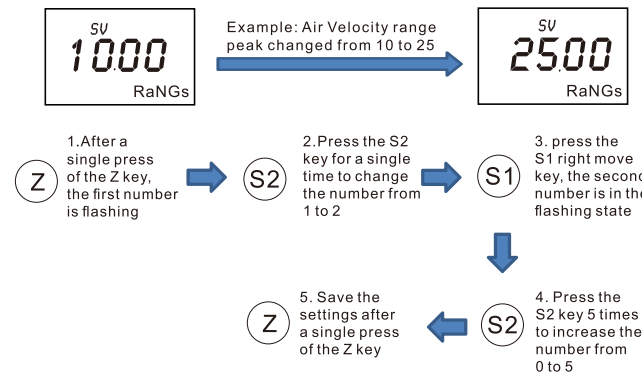 SV
10.00
RaNGs
Example: Air Velocity range
peak changed from 10 to 25
SV
25.00
RaNGs
Z
1.After a
single press
of the Z key,
the first number
is flashing
S2
2.Press the S2
key for a single
time to change
the number from
1 to 2
S1
3. press the
S1 right move
key, the second
number is in the
flashing state
Z
5. Save the
settings after
a single press
of the Z key
S2
4. Press the
S2 key 5 times
to increase the
number from
0 to 5